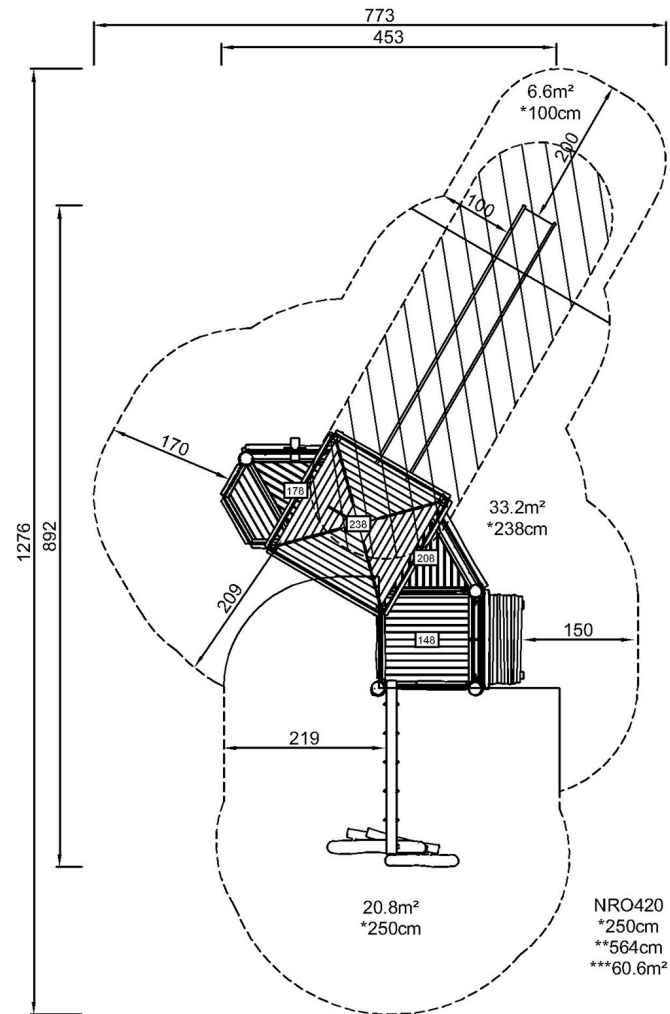 773
453
6.6m²
*100cm
200
100
170
178
238
33.2m²
*238cm
1276
892
208
209
148
150
219
20.8m²
*250cm
NRO420
*250cm
**564cm
***60.6m²